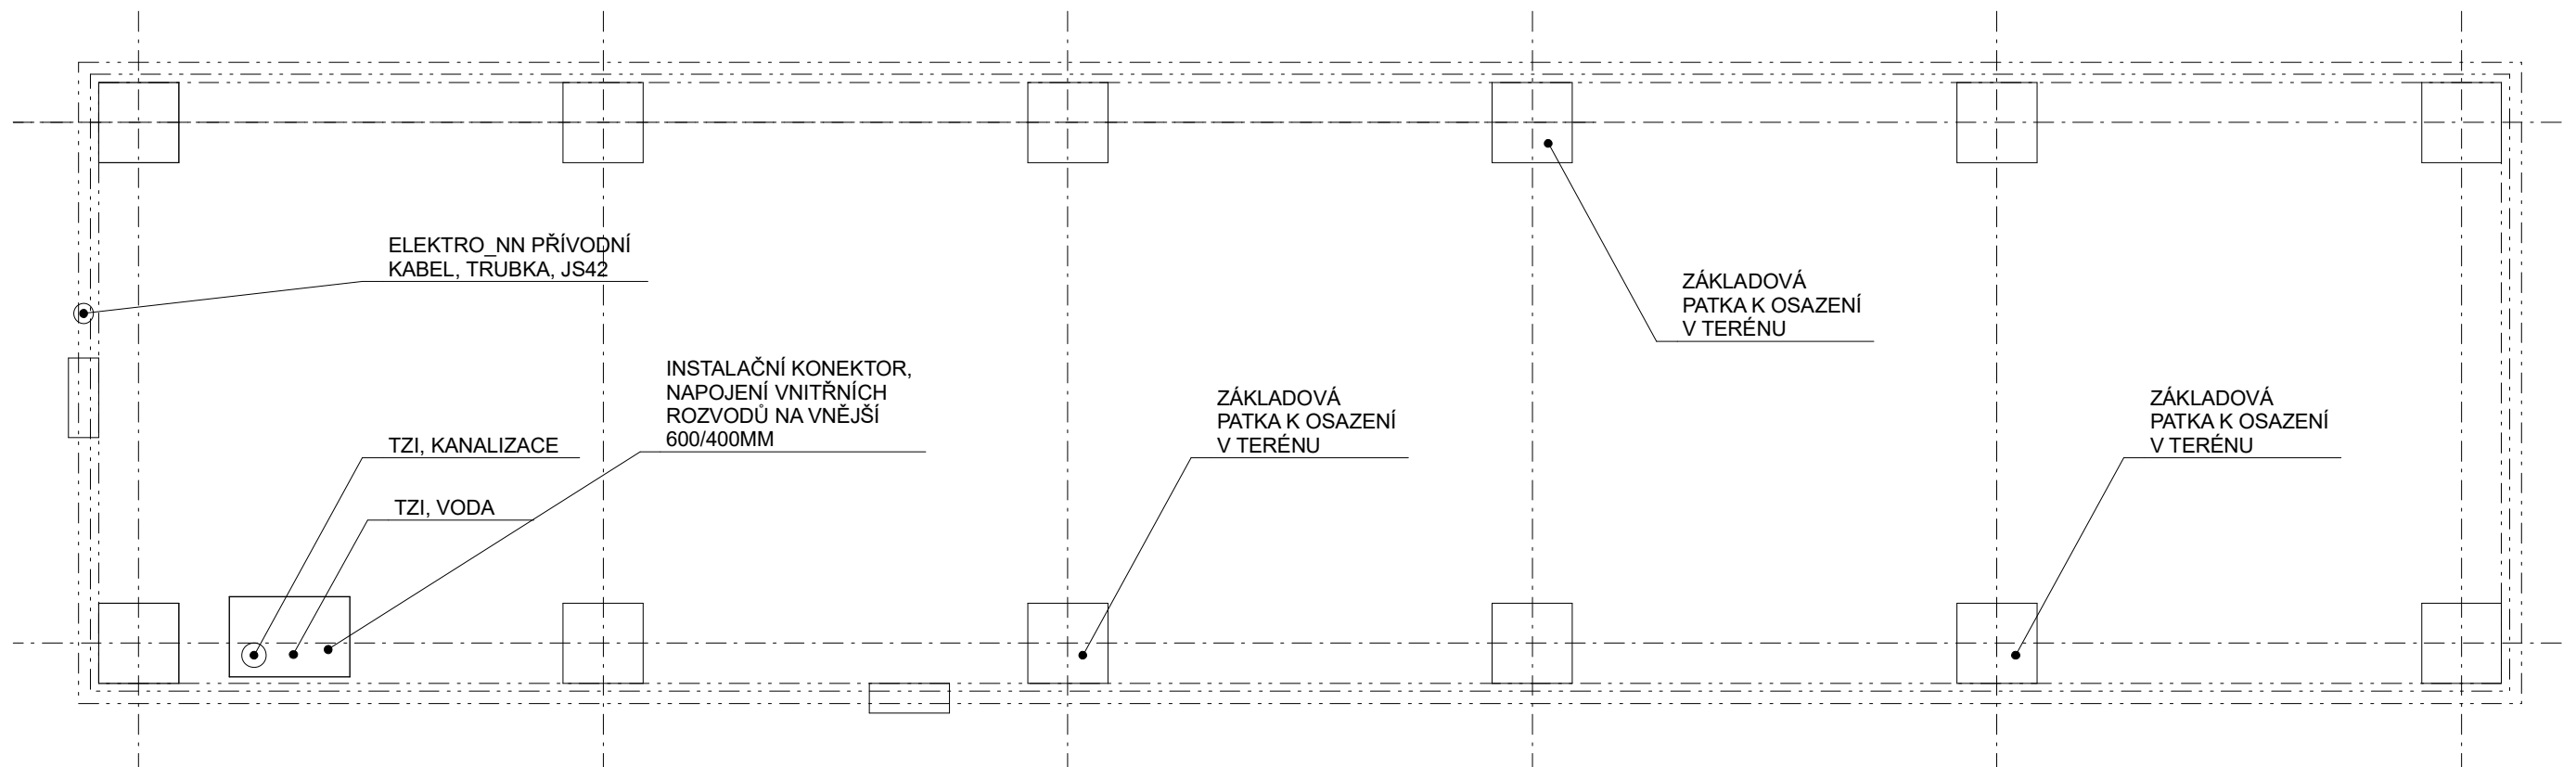 ELEKTRO_NN PŘÍVODNÍ
KABEL, TRUBKA, JS42
ZÁKLADOVÁ
PATKA K OSAZENÍ
V TERÉNU
INSTALAČNÍ KONEKTOR,
NAPOJENÍ VNITŘNÍCH
ROZVODŮ NA VNĚJŠÍ
600/400MM
ZÁKLADOVÁ
PATKA K OSAZENÍ
V TERÉNU
ZÁKLADOVÁ
PATKA K OSAZENÍ
V TERÉNU
TZI, KANALIZACE
TZI, VODA